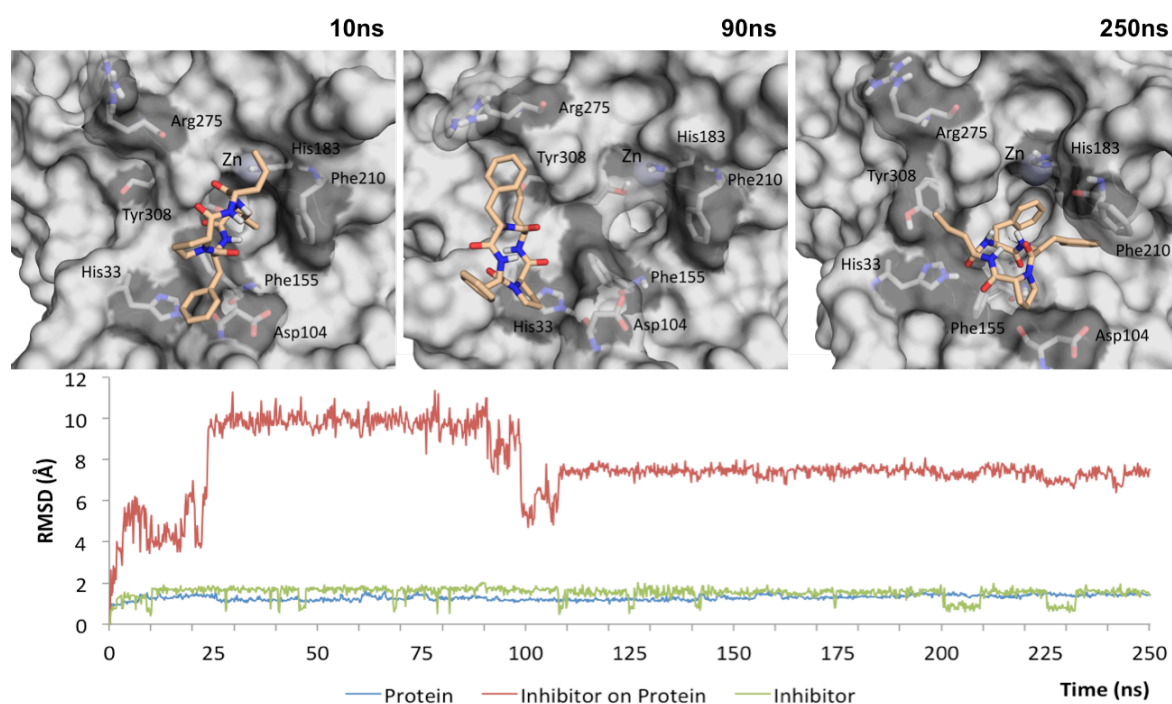 10ns
90ns
250ns
Arg275
Zn
His183
Phe210
Tyr308
His33
Phe155
Asp104
Arg275
Tyr308
Zn
His183
Phe210
Phe155
His33
Asp104
Arg275
Zn
His183
Tyr308
Phe210
His33
Phe155
Asp104
RMSD (Å)
12
10
8
6
4
2
0
0 25 50 75 100 125 150 175 200 225 250
Protein Inhibitor on Protein Inhibitor
Time (ns)